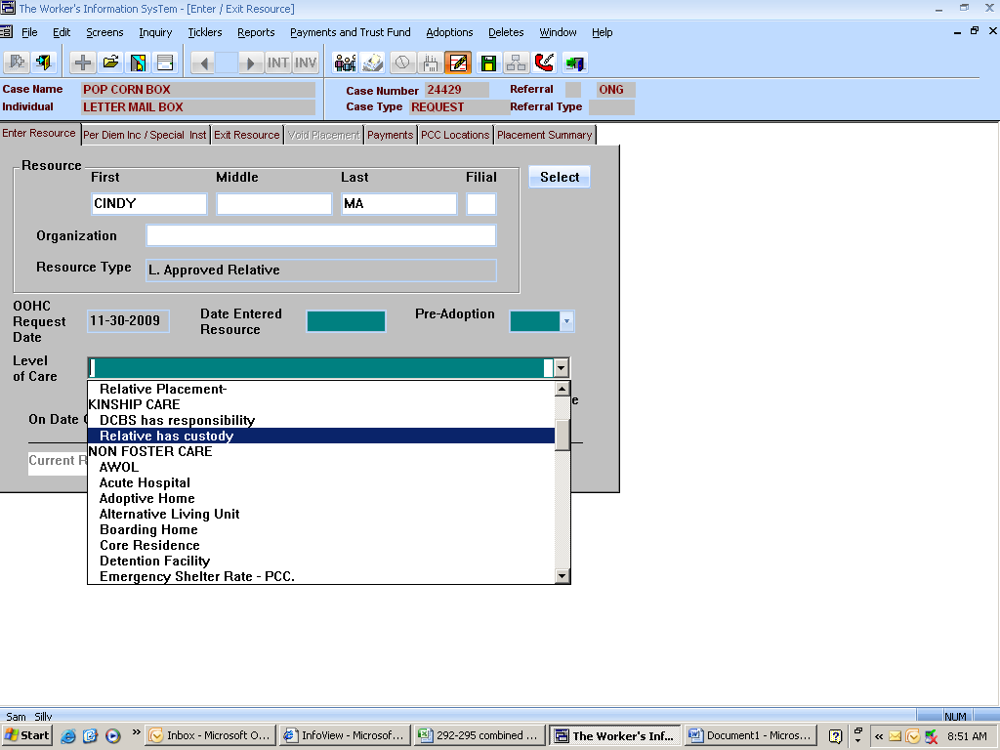 The Worker's Information SysTem - [Enter / Exit Resource]
File Edit Screens Inquiry Ticklers Reports Payments and Trust Fund Adoptions Deletes Window Help
INT INV
Case Name POP CORN BOX Case Number 24429 Referral ONG
Individual LETTER MAIL BOX Case Type REQUEST Referral Type
Enter Resource Per Diem Inc / Special Inst Exit Resource Void Placement Payments PCC Locations Placement Summary
Resource
First Middle Last Filial Select
CINDY MA
Organization
Resource Type L. Approved Relative
OOHC Request Date 11-30-2009 Date Entered Resource Pre-Adoption
Level of Care
Relative Placement-
KINSHIP CARE
DCBS has responsibility
On Date
Relative has custody
NON FOSTER CARE
Current R
AWOL
Acute Hospital
Adoptive Home
Alternative Living Unit
Boarding Home
Core Residence
Detention Facility
Emergency Shelter Rate - PCC.
Sam Silly NUM
Start Inbox - Microsoft O... InfoView - Microsof... 292-295 combined ... The Worker's Inf... Document1 - Micros... 8:51 AM